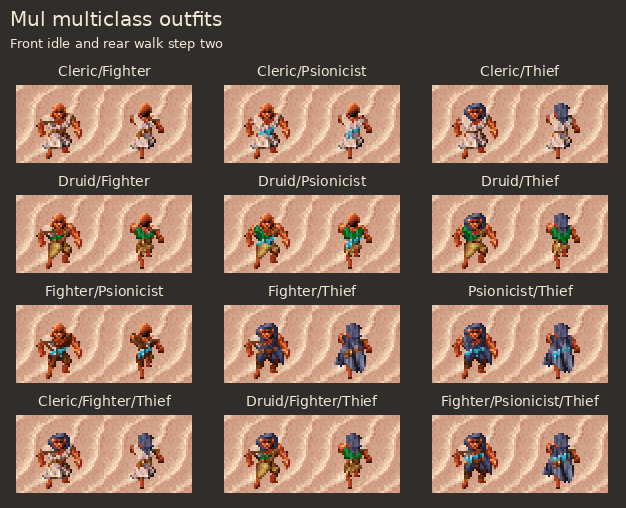 Mul multiclass outfits
Front idle and rear walk step two
Cleric/Fighter
Cleric/Psionicist
Cleric/Thief
Druid/Fighter
Druid/Psionicist
Druid/Thief
Fighter/Psionicist
Fighter/Thief
Psionicist/Thief
Cleric/Fighter/Thief
Druid/Fighter/Thief
Fighter/Psionicist/Thief